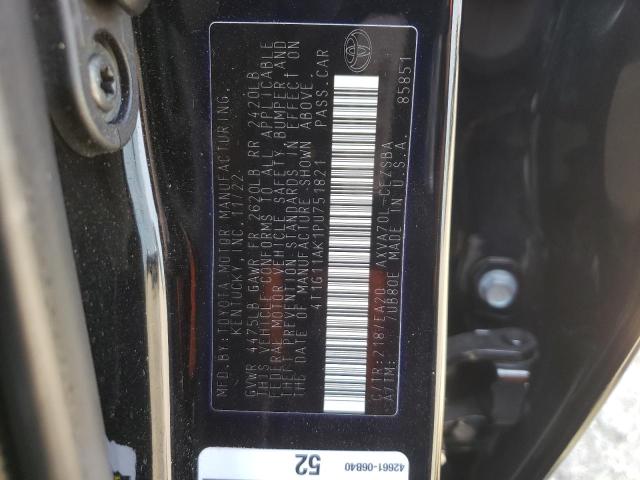 MFD.BY:TOYOTA MOTOR MANUFACTURING,
KENTUCKY, INC. 11/22
GVWR 4475LB GAWR FR 2620LB RR 2420LB
THIS VEHICLE CONFORMS TO ALL APPLICABLE
FEDERAL MOTOR VEHICLE SAFETY, BUMPER,AND
THEFT PREVENTION STANDARDS IN EFFECT ON
THE DATE OF MANUFACTURE SHOWN ABOVE.
4T1G11AK1PU751821 PASS.CAR
C/TR:218/EA20 AXVA70L-CEZSBA
A/TM: /UB80E MADE IN U.S.A. 85851
52
42661-06B40